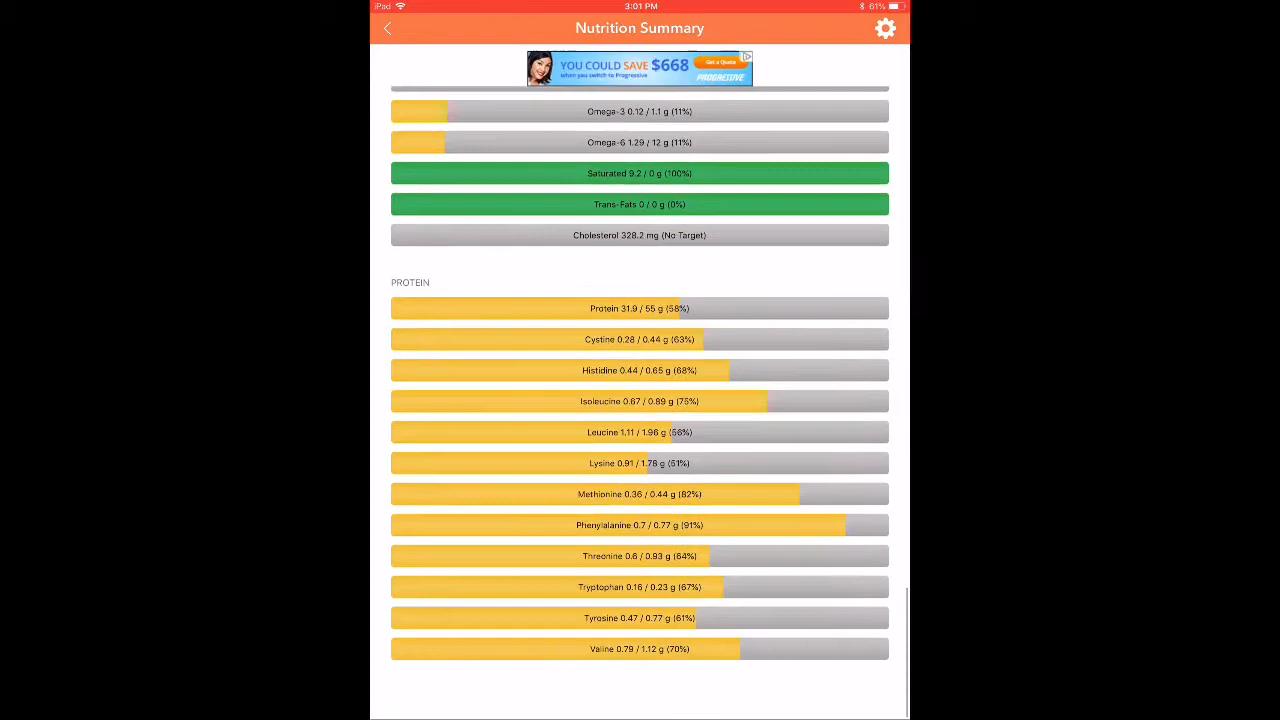 iPad 3:01 PM 61%
Nutrition Summary
YOU COULD SAVE $668
when you switch to Progressive
Get a Quote
PROGRESSIVE
Omega-3 0.12 / 1.1 g (11%)
Omega-6 1.29 / 12 g (11%)
Saturated 9.2 / 0 g (100%)
Trans-Fats 0 / 0 g (0%)
Cholesterol 328.2 mg (No Target)
PROTEIN
Protein 31.9 / 55 g (58%)
Cystine 0.28 / 0.44 g (63%)
Histidine 0.44 / 0.65 g (68%)
Isoleucine 0.67 / 0.89 g (75%)
Leucine 1.11 / 1.96 g (56%)
Lysine 0.91 / 1.78 g (51%)
Methionine 0.36 / 0.44 g (82%)
Phenylalanine 0.7 / 0.77 g (91%)
Threonine 0.6 / 0.93 g (64%)
Tryptophan 0.16 / 0.23 g (67%)
Tyrosine 0.47 / 0.77 g (61%)
Valine 0.79 / 1.12 g (70%)